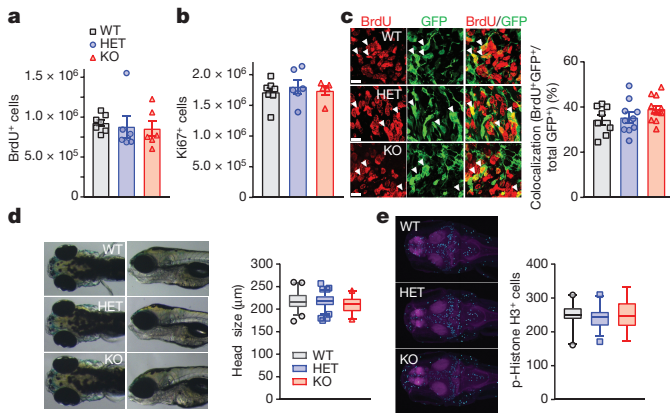 a
□ WT
○ HET
△ KO
BrdU⁺ cells
1.5 × 10⁶
1.0 × 10⁶
5.0 × 10⁵
0
b
Ki67⁺ cells
2.0 × 10⁶
1.5 × 10⁶
1.0 × 10⁶
5.0 × 10⁵
0
c
BrdU GFP BrdU/GFP
WT
HET
KO
Colocalization (BrdU⁺GFP⁺/
total GFP⁺) (%)
60
40
20
0
d
WT
HET
KO
Head size (μm)
300
250
200
150
100
50
0
WT
HET
KO
e
WT
HET
KO
p-Histone H3⁺ cells
400
300
200
100
0